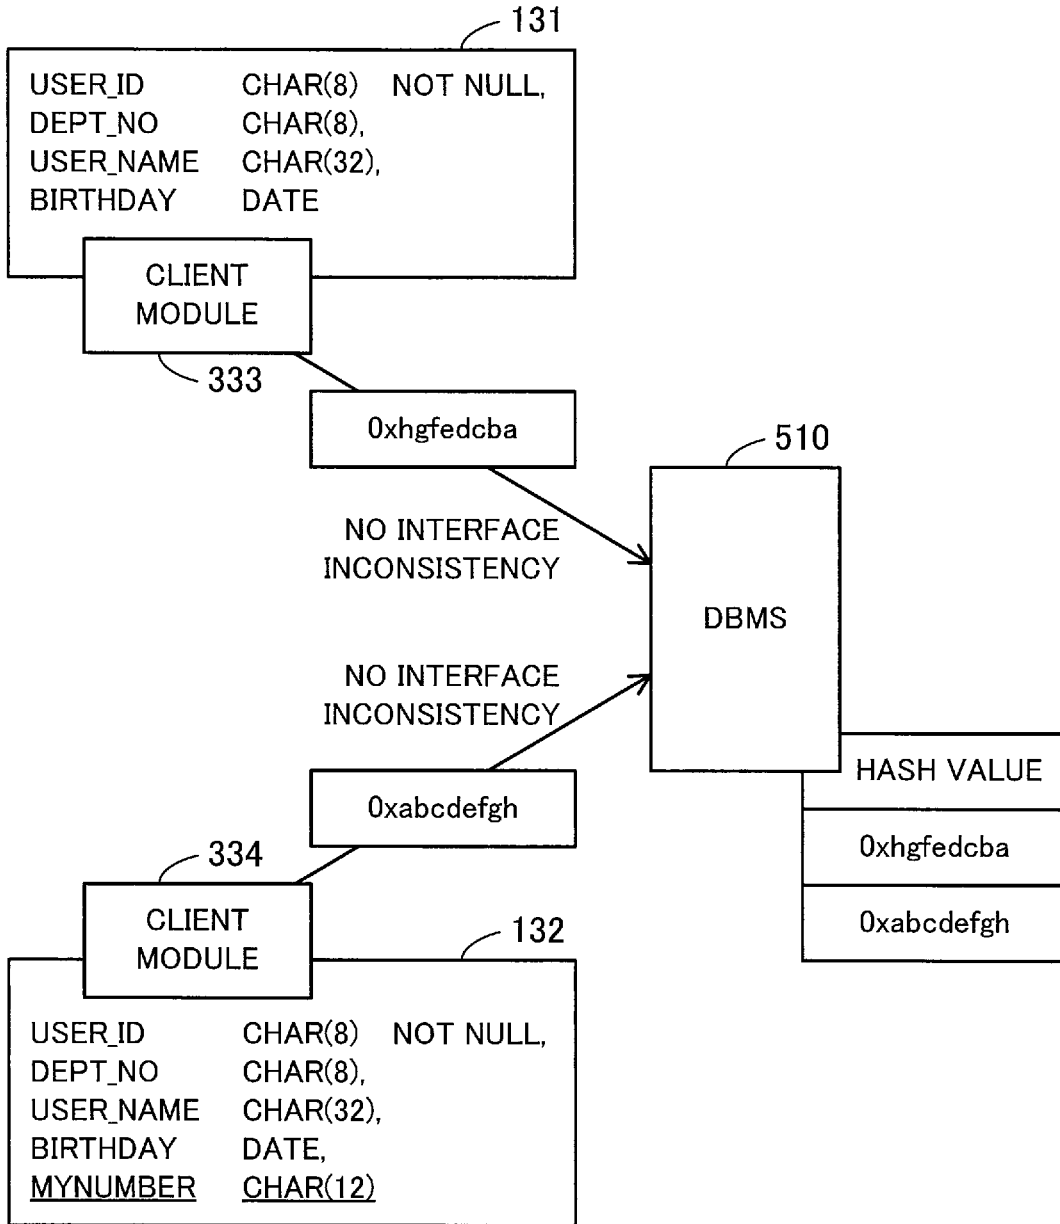 131
USER_ID CHAR(8) NOT NULL,
DEPT_NO CHAR(8),
USER_NAME CHAR(32),
BIRTHDAY DATE
CLIENT
MODULE
333
0xhgfedcba
510
NO INTERFACE
INCONSISTENCY
DBMS
NO INTERFACE
INCONSISTENCY
HASH VALUE
0xhgfedcba
0xabcdefgh
0xabcdefgh
334
CLIENT
MODULE
132
USER_ID CHAR(8) NOT NULL,
DEPT_NO CHAR(8),
USER_NAME CHAR(32),
BIRTHDAY DATE,
MYNUMBER CHAR(12)